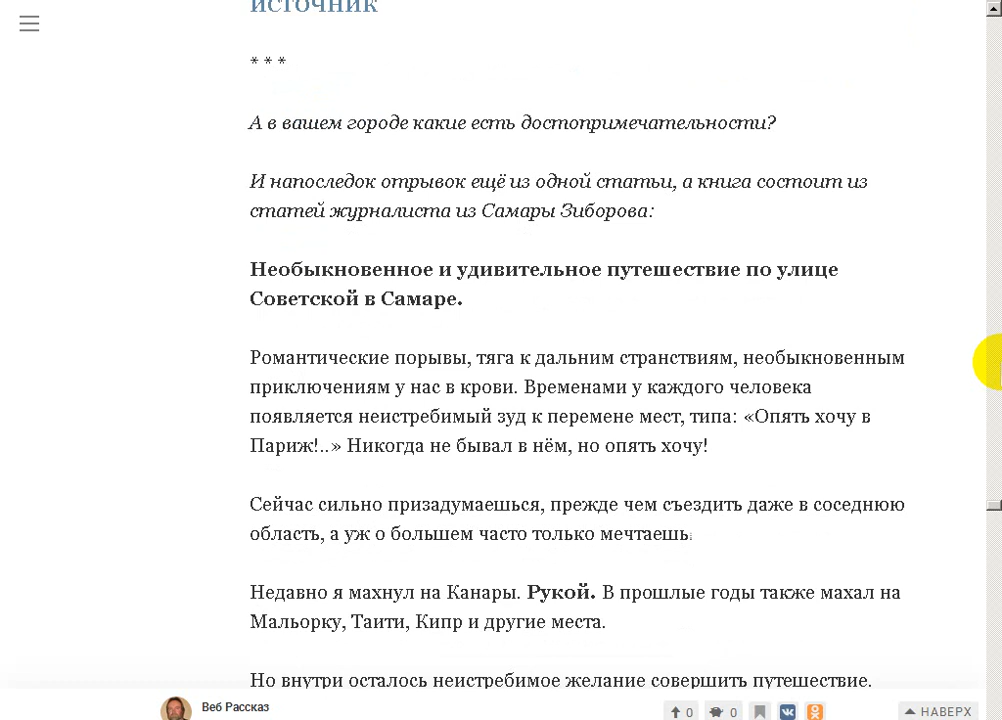 источник
* * *
А в вашем городе какие есть достопримечательности?
И напоследок отрывок ещё из одной статьи, а книга состоит из
статей журналиста из Самары Зиборова:
Необыкновенное и удивительное путешествие по улице
Советской в Самаре.
Романтические порывы, тяга к дальним странствиям, необыкновенным
приключениям у нас в крови. Временами у каждого человека
появляется неистребимый зуд к перемене мест, типа: «Опять хочу в
Париж!..» Никогда не бывал в нём, но опять хочу!
Сейчас сильно призадумаешься, прежде чем съездить даже в соседнюю
область, а уж о большем часто только мечтаешь.
Недавно я махнул на Канары. Рукой. В прошлые годы также махал на
Мальорку, Таити, Кипр и другие места.
Но внутри осталось неистребимое желание совершить путешествие.
Веб Рассказ
0
0
НАВЕРХ